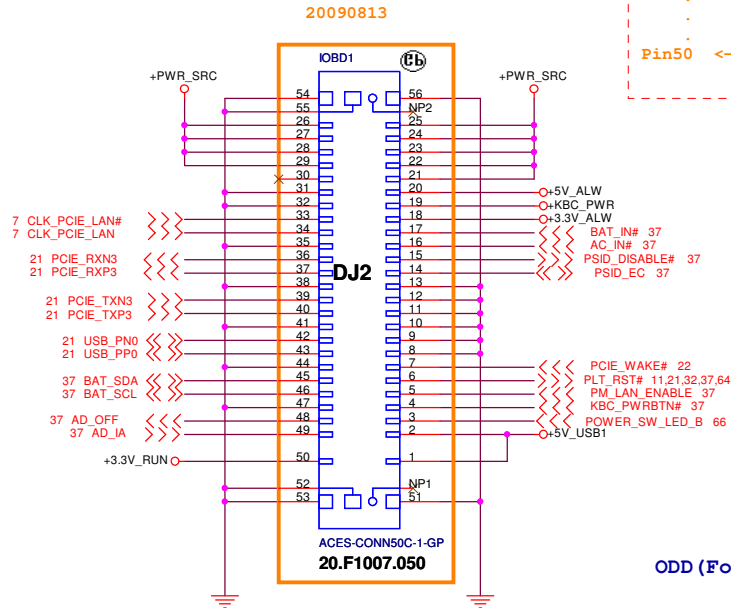 20090813
Pin50 <-
IOBD1
+PWR_SRC
+PWR_SRC
54 56
55 NP2
26 25
27 24
28 23
29 22
30 21
31 20 +5V_ALW
32 19 +KBC_PWR
7 CLK_PCIE_LAN# 33 18 +3.3V_ALW
7 CLK_PCIE_LAN 34 17 BAT_IN# 37
35 16 AC_IN# 37
21 PCIE_RXN3 36 15 PSID_DISABLE# 37
21 PCIE_RXP3 37 14 PSID_EC 37
DJ2
38 13
21 PCIE_TXN3 39 12
21 PCIE_TXP3 40 11
41 10
21 USB_PN0 42 9
21 USB_PP0 43 8
44 7 PCIE_WAKE# 22
37 BAT_SDA 45 6 PLT_RST# 11,21,32,37,64
37 BAT_SCL 46 5 PM_LAN_ENABLE 37
47 4 KBC_PWRBTN# 37
37 AD_OFF 48 3 POWER_SW_LED_B 66
37 AD_IA 49 2 +5V_USB1
+3.3V_RUN 50 1
52 NP1
53 51
ACES-CONN50C-1-GP
20.F1007.050
ODD(Fo